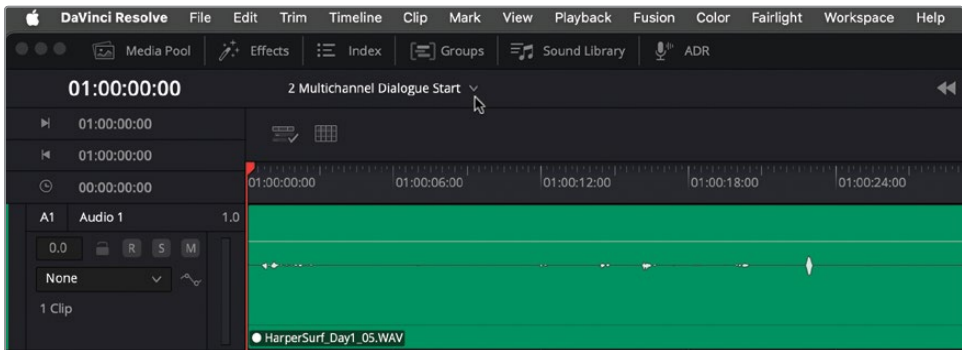 DaVinci Resolve File Edit Trim Timeline Clip Mark View Playback Fusion Color Fairlight Workspace Help
Media Pool Effects Index Groups Sound Library ADR
01:00:00:00 2 Multichannel Dialogue Start
01:00:00:00
01:00:00:00
00:00:00:00 01:00:00:00 01:00:06:00 01:00:12:00 01:00:18:00 01:00:24:00
A1 Audio 1 1.0
0.0 R S M
None
1 Clip
HarperSurf_Day1_05.WAV